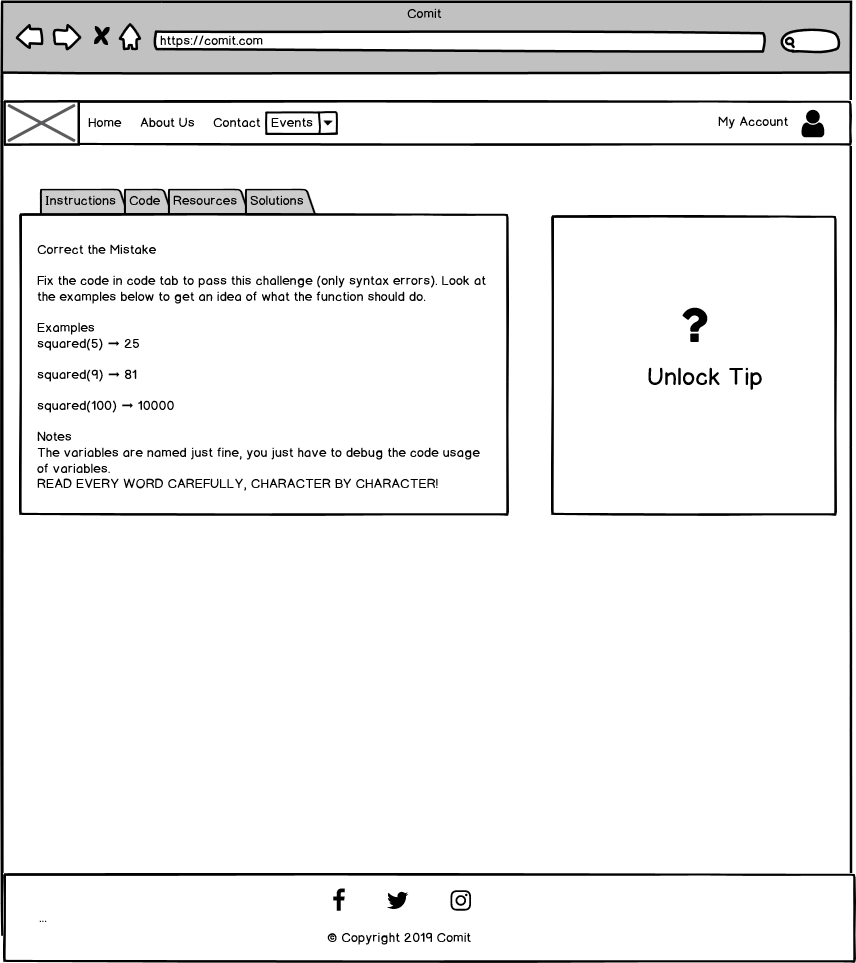 Comit
https://comit.com
Home About Us Contact Events My Account
Instructions Code Resources Solutions
Correct the Mistake
Fix the code in code tab to pass this challenge (only syntax errors). Look at
the examples below to get an idea of what the function should do.
Examples
squared(5) ➞ 25
squared(9) ➞ 81
squared(100) ➞ 10000
Notes
The variables are named just fine, you just have to debug the code usage
of variables.
READ EVERY WORD CAREFULLY, CHARACTER BY CHARACTER!
?
Unlock Tip
...
© Copyright 2019 Comit